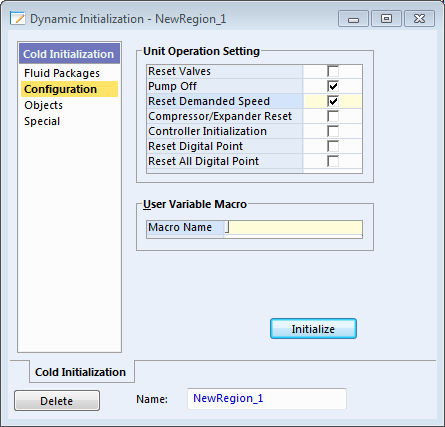 Dynamic Initialization - NewRegion_1
Cold Initialization
Fluid Packages
Configuration
Objects
Special
Unit Operation Setting
Reset Valves
Pump Off
Reset Demanded Speed
Compressor/Expander Reset
Controller Initialization
Reset Digital Point
Reset All Digital Point
User Variable Macro
Macro Name
Initialize
Cold Initialization
Delete
Name: NewRegion_1